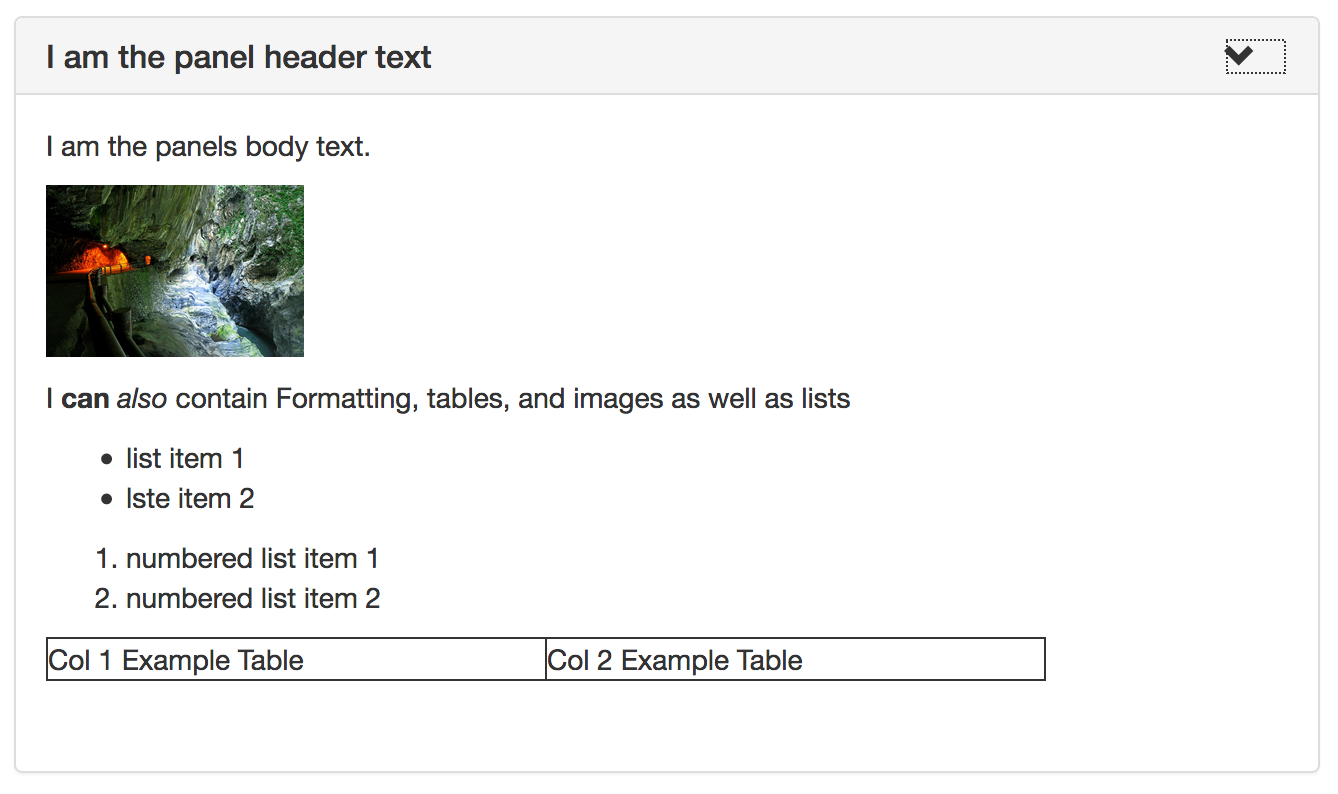 I am the panel header text
I am the panels body text.
I can also contain Formatting, tables, and images as well as lists
• list item 1
• lste item 2
1. numbered list item 1
2. numbered list item 2
Col 1 Example Table Col 2 Example Table